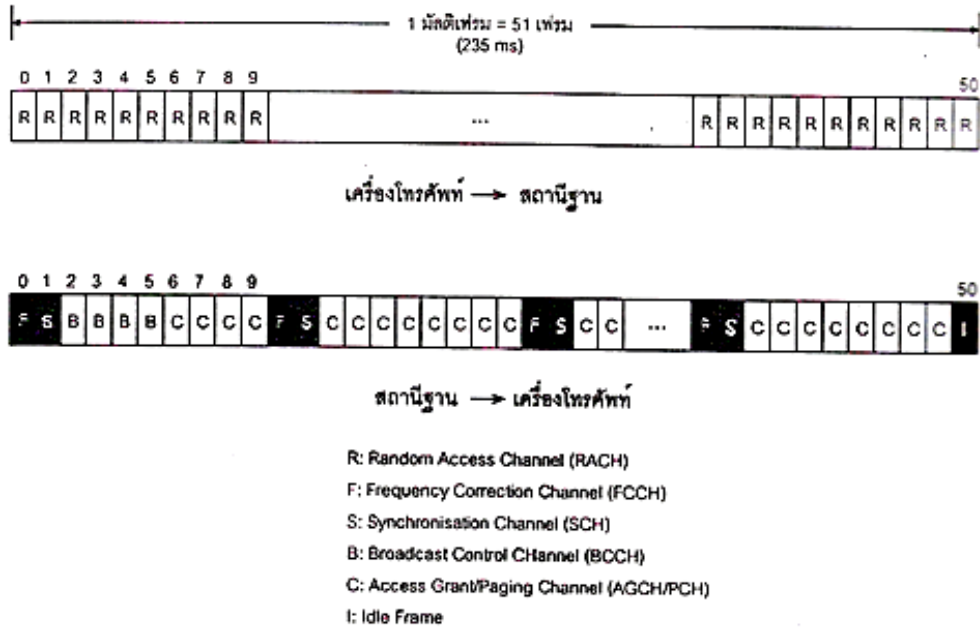 1 มัลติเฟรม = 51 เฟรม
(235 ms)
0 1 2 3 4 5 6 7 8 9 50
R R R R R R R R R R ... R R R R R R R R R R R
เครื่องโทรศัพท์ → สถานีฐาน
0 1 2 3 4 5 6 7 8 9 50
F S B B B B C C C C F S C C C C C C C C F S C C ... F S C C C C C C C C I
สถานีฐาน → เครื่องโทรศัพท์
R: Random Access Channel (RACH)
F: Frequency Correction Channel (FCCH)
S: Synchronisation Channel (SCH)
B: Broadcast Control CHannel (BCCH)
C: Access Grant/Paging Channel (AGCH/PCH)
I: Idle Frame